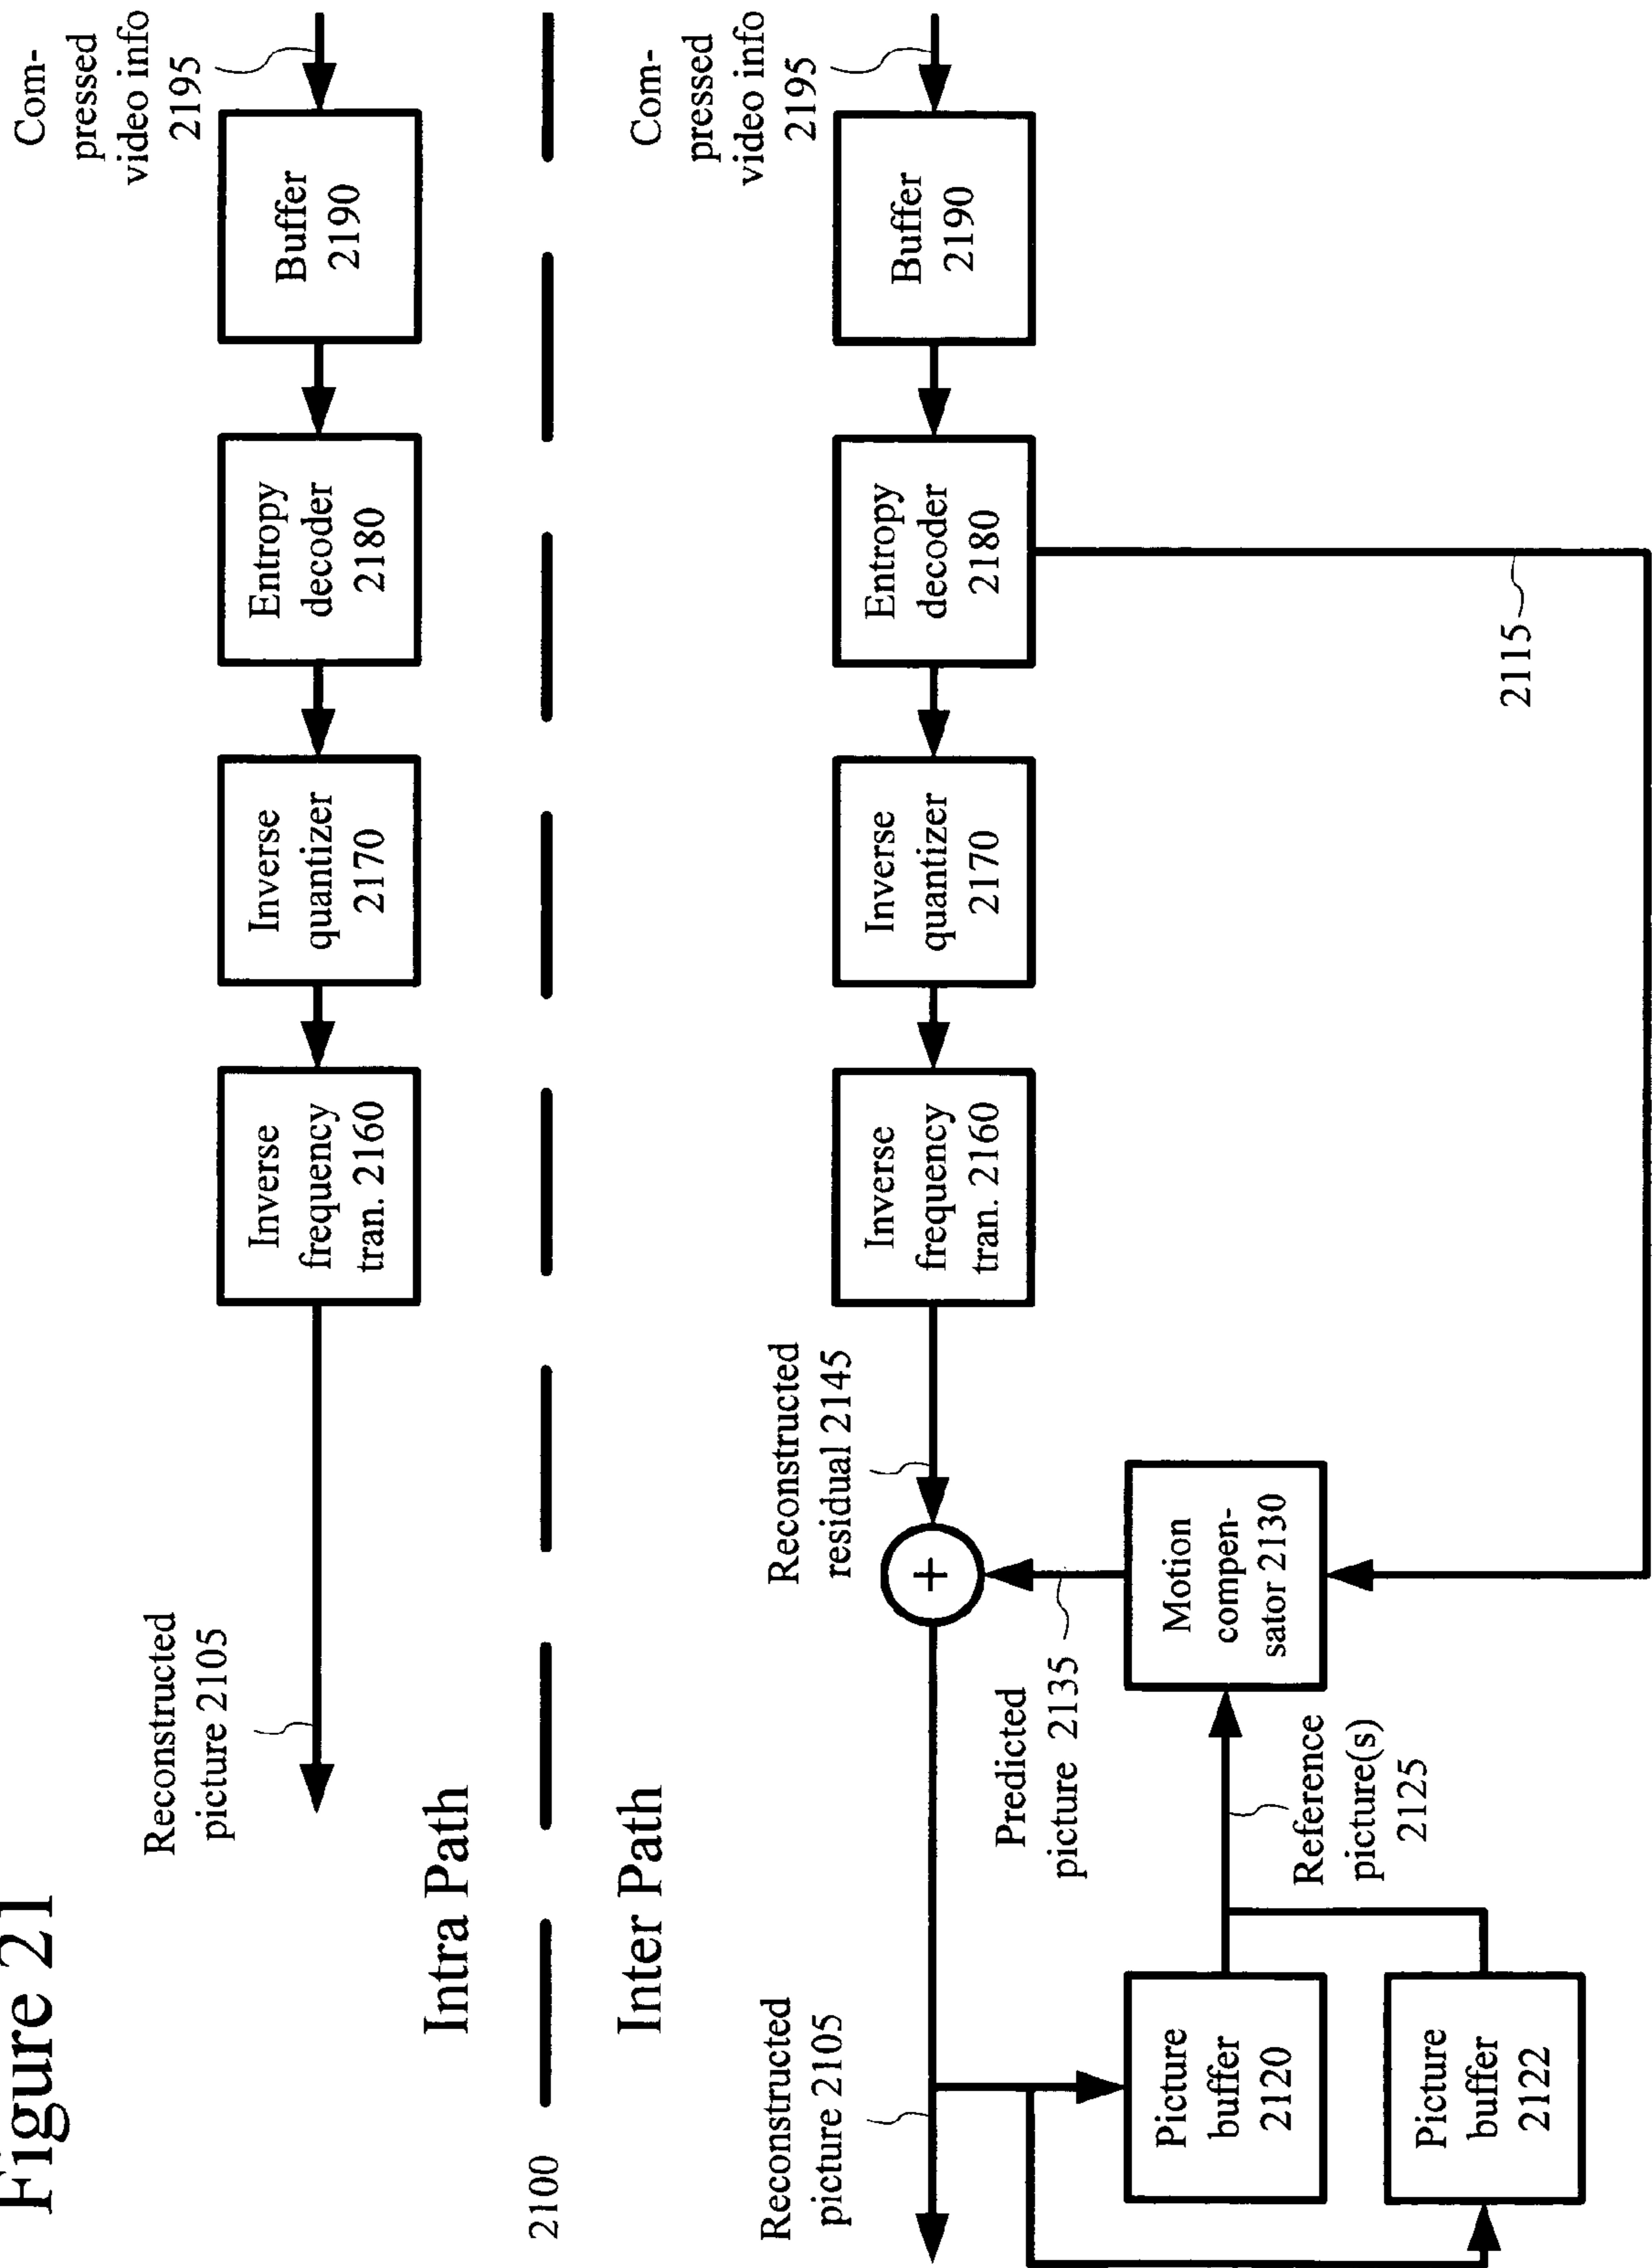 Figure 21
Reconstructed
picture 2105
Inverse
frequency
tran. 2160
Inverse
quantizer
2170
Entropy
decoder
2180
Buffer
2190
Com-
pressed
video info
2195
Intra Path
2100
Inter Path
Reconstructed
picture 2105
Reconstructed
residual 2145
Inverse
frequency
tran. 2160
Inverse
quantizer
2170
Entropy
decoder
2180
Buffer
2190
Com-
pressed
video info
2195
+
Predicted
picture 2135
Motion
compen-
sator 2130
Picture
buffer
2120
Reference
picture(s)
2125
Picture
buffer
2122
2115